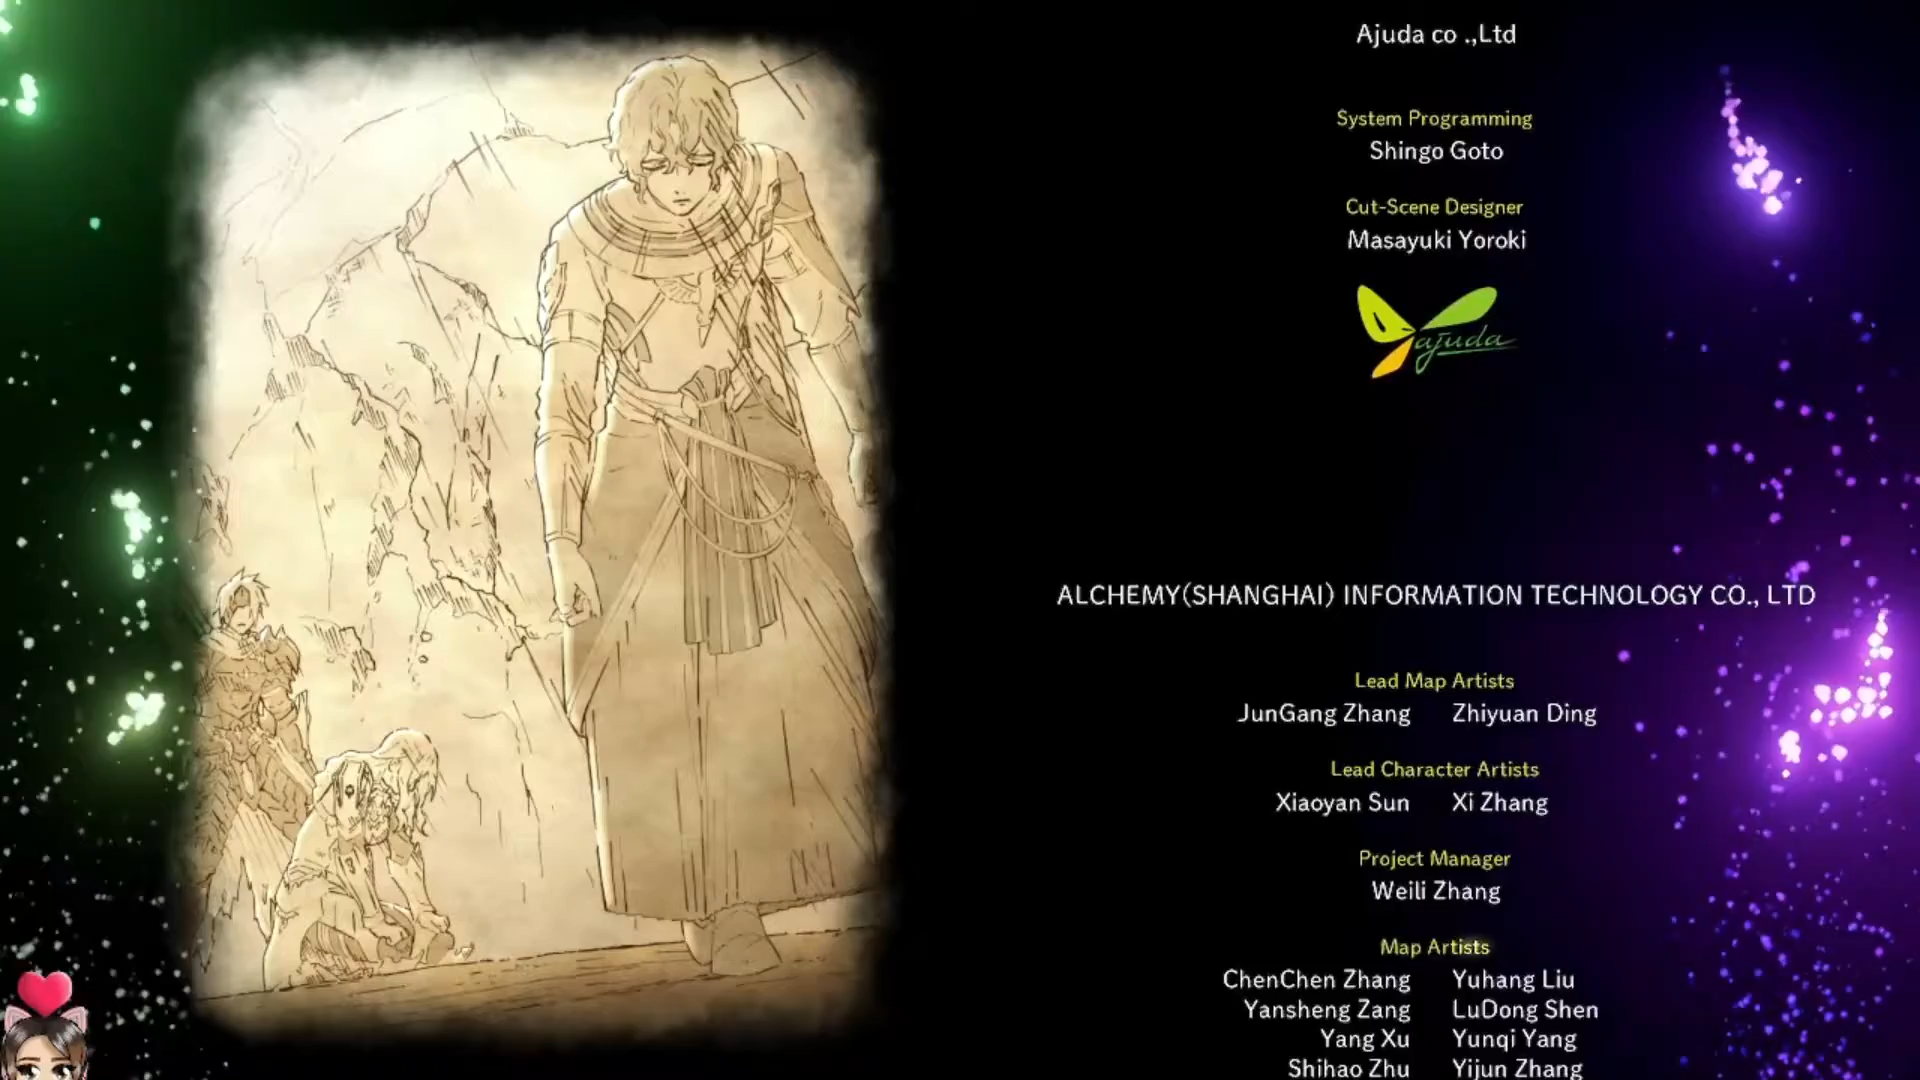 Ajuda co .,Ltd
System Programming
Shingo Goto
Cut-Scene Designer
Masayuki Yoroki
ajuda
ALCHEMY(SHANGHAI) INFORMATION TECHNOLOGY CO., LTD
Lead Map Artists
JunGang Zhang Zhiyuan Ding
Lead Character Artists
Xiaoyan Sun Xi Zhang
Project Manager
Weili Zhang
Map Artists
ChenChen Zhang Yuhang Liu
Yansheng Zang LuDong Shen
Yang Xu Yunqi Yang
Shihao Zhu Yijun Zhang